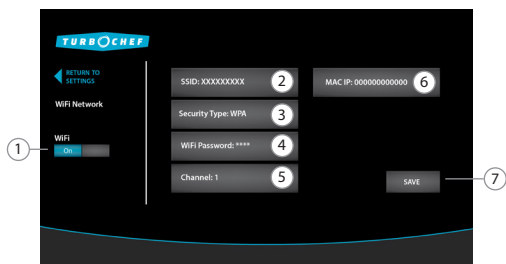 TURBOCHEF
RETURN TO
SETTINGS
WiFi Network
WiFi
On
1
SSID: XXXXXXXXX
2
Security Type: WPA
3
WiFi Password: ****
4
Channel: 1
5
MAC IP: 000000000000
6
SAVE
7